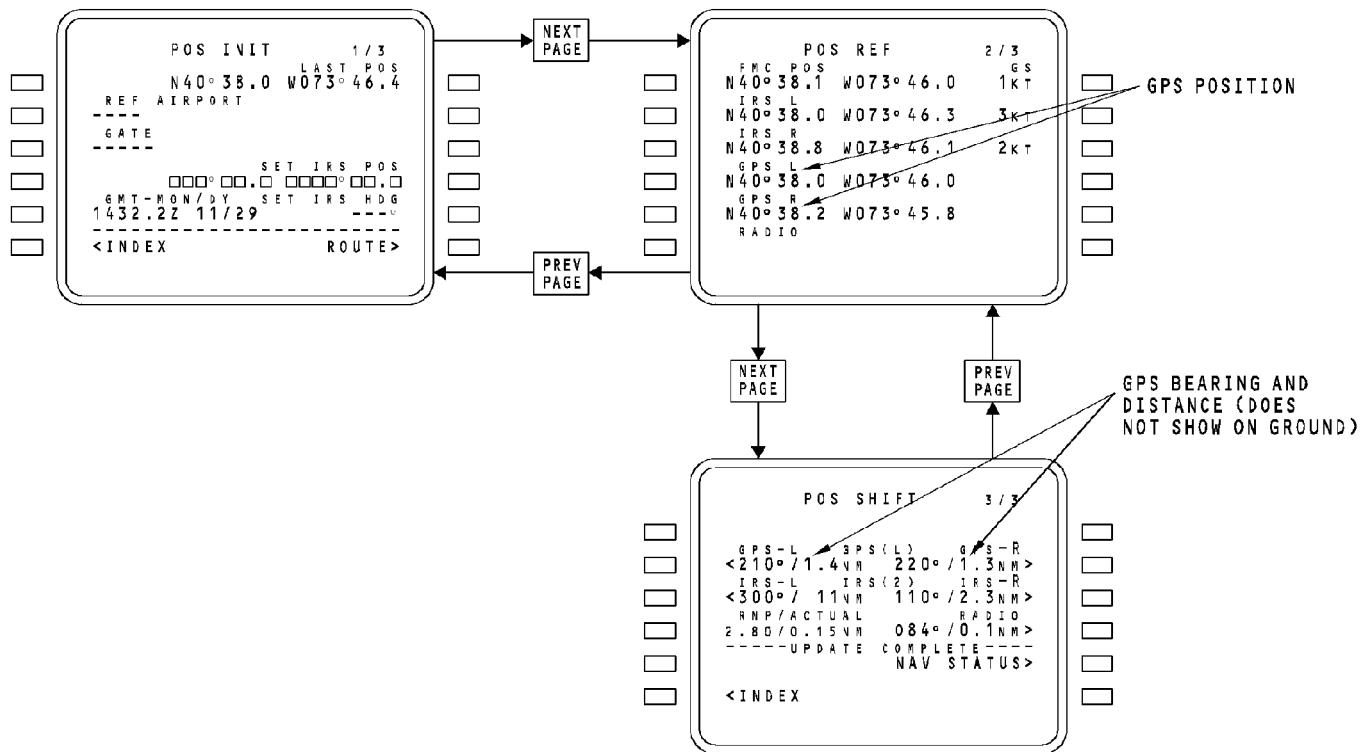 POS INIT 1/3
LAST POS
N40°38.0 W073°46.4
REF AIRPORT
----
GATE
-----
SET IRS POS
□□□°□□.□ □□□□°□□.□
GMT-MON/DY SET IRS HDG
1432.2Z 11/29 ---°
--------------------------------
<INDEX ROUTE>
NEXT
PAGE
PREV
PAGE
POS REF 2/3
FMC POS GS
N40°38.1 W073°46.0 1KT
IRS L
N40°38.0 W073°46.3 3KT
IRS R
N40°38.8 W073°46.1 2KT
GPS L
N40°38.0 W073°46.0
GPS R
N40°38.2 W073°45.8
RADIO
GPS POSITION
NEXT
PAGE
PREV
PAGE
GPS BEARING AND
DISTANCE (DOES
NOT SHOW ON GROUND)
POS SHIFT 3/3
GPS-L GPS(L) GPS-R
<210°/1.4NM 220°/1.3NM>
IRS-L IRS(2) IRS-R
<300°/ 11NM 110°/2.3NM>
RNP/ACTUAL RADIO
2.80/0.15NM 084°/0.1NM>
-----UPDATE COMPLETE----
NAV STATUS>
<INDEX